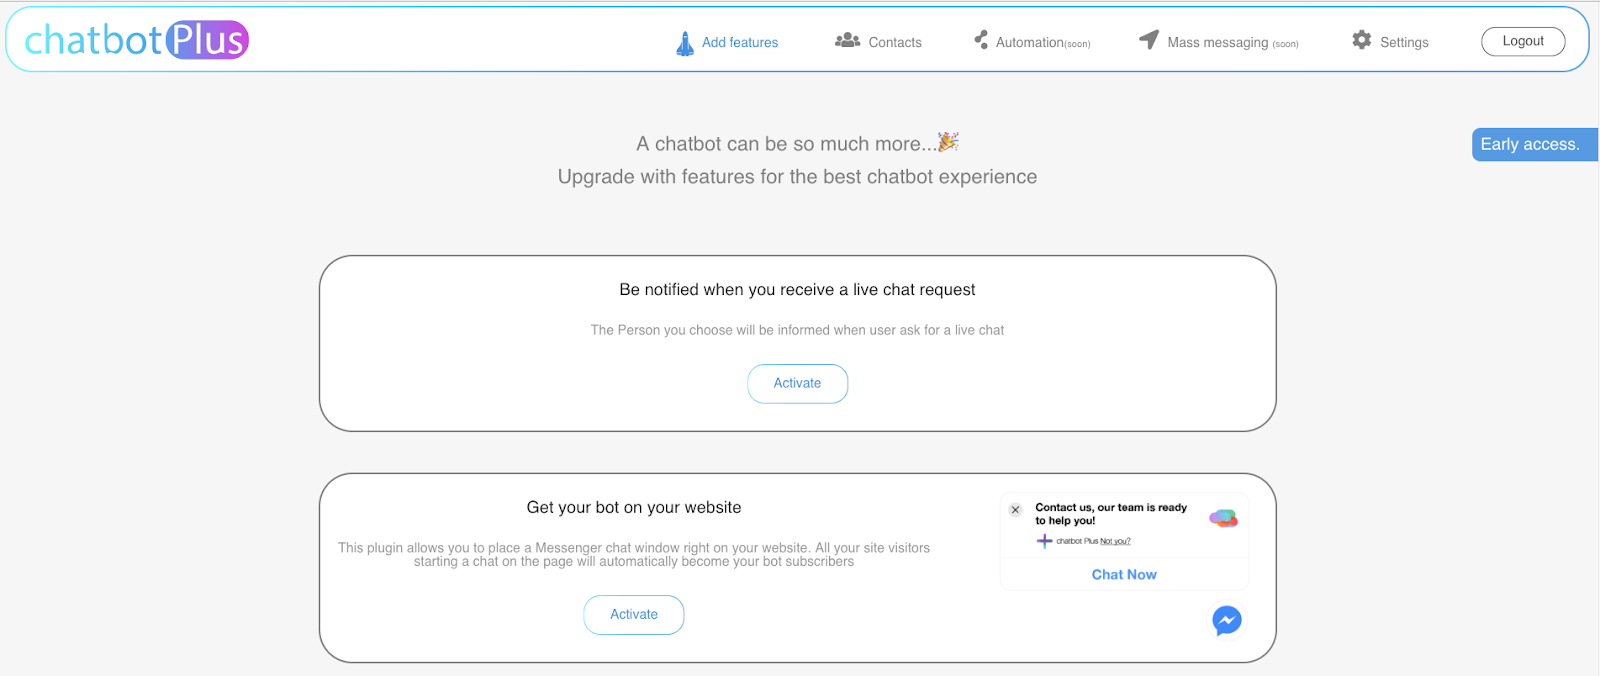 chatbot Plus
Add features
Contacts
Automation(soon)
Mass messaging (soon)
Settings
Logout
A chatbot can be so much more...🎉
Early access.
Upgrade with features for the best chatbot experience
Be notified when you receive a live chat request
The Person you choose will be informed when user ask for a live chat
Activate
Get your bot on your website
This plugin allows you to place a Messenger chat window right on your website. All your site visitors
starting a chat on the page will automatically become your bot subscribers
Activate
Contact us, our team is ready
to help you!
chatbot Plus Not you?
Chat Now